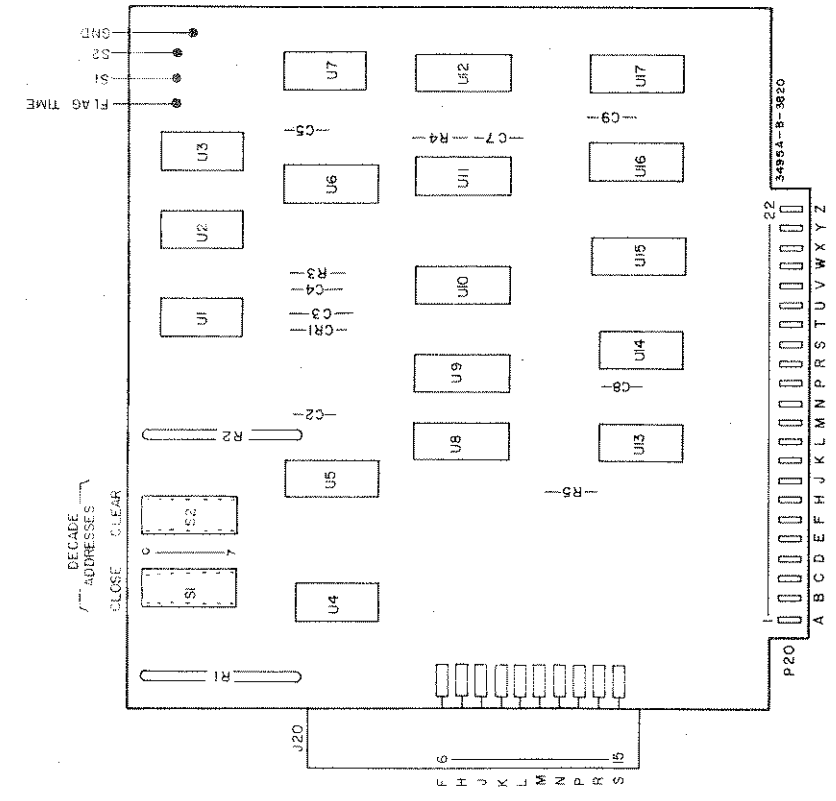 GND
S2
S1
FLAG TIME
U7
U12
U17
C5
R4
C7
C9
3495A-B-3820
U3
U6
U11
U16
U2
R3
C4
C3
CR1
U10
U15
U1
U9
U14
C8
C2
R2
U8
U13
U5
R5
DECADE
ADDRESSES
CLOSE CLEAR
S2
0
7
S1
U4
R1
J20
6
15
F
H
J
K
L
M
N
P
R
S
P20
1
22
A B C D E F H J K L M N P R S T U V W X Y Z